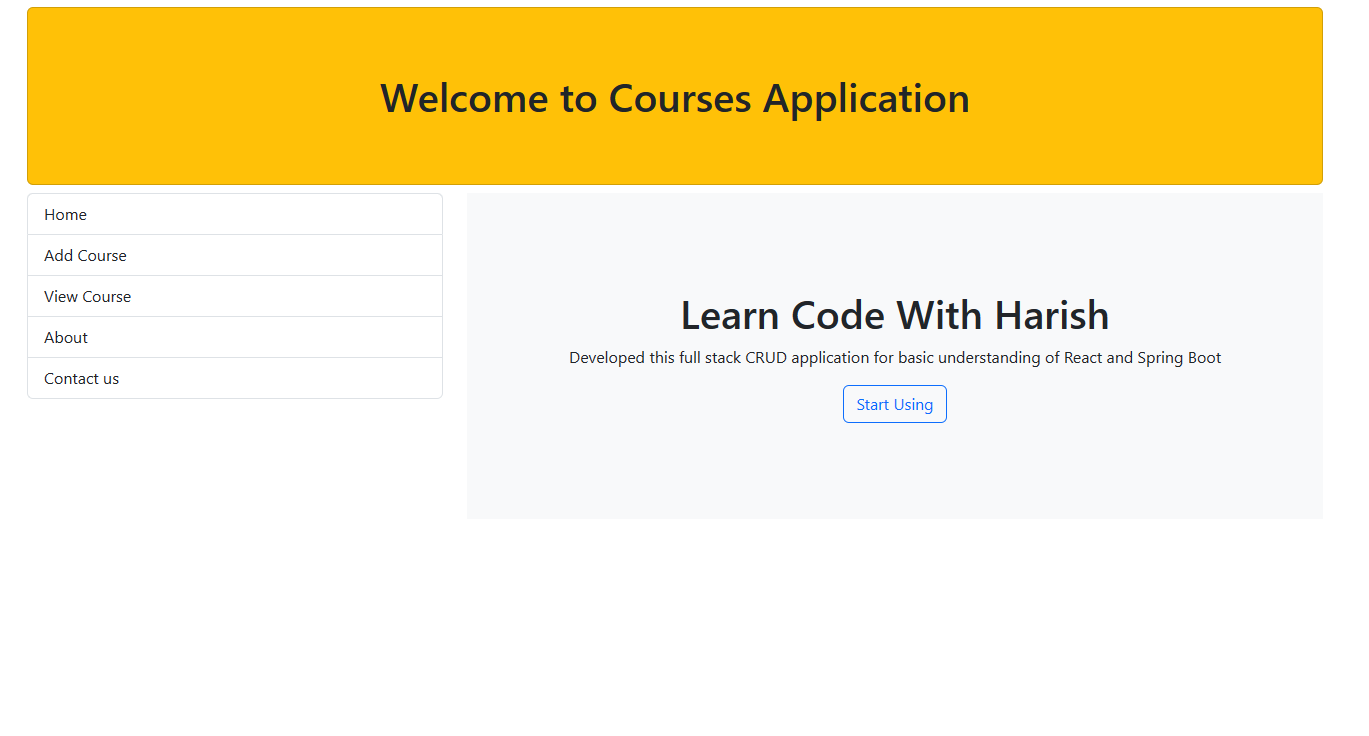 Welcome to Courses Application
Home
Add Course
View Course
About
Contact us
Learn Code With Harish
Developed this full stack CRUD application for basic understanding of React and Spring Boot
Start Using